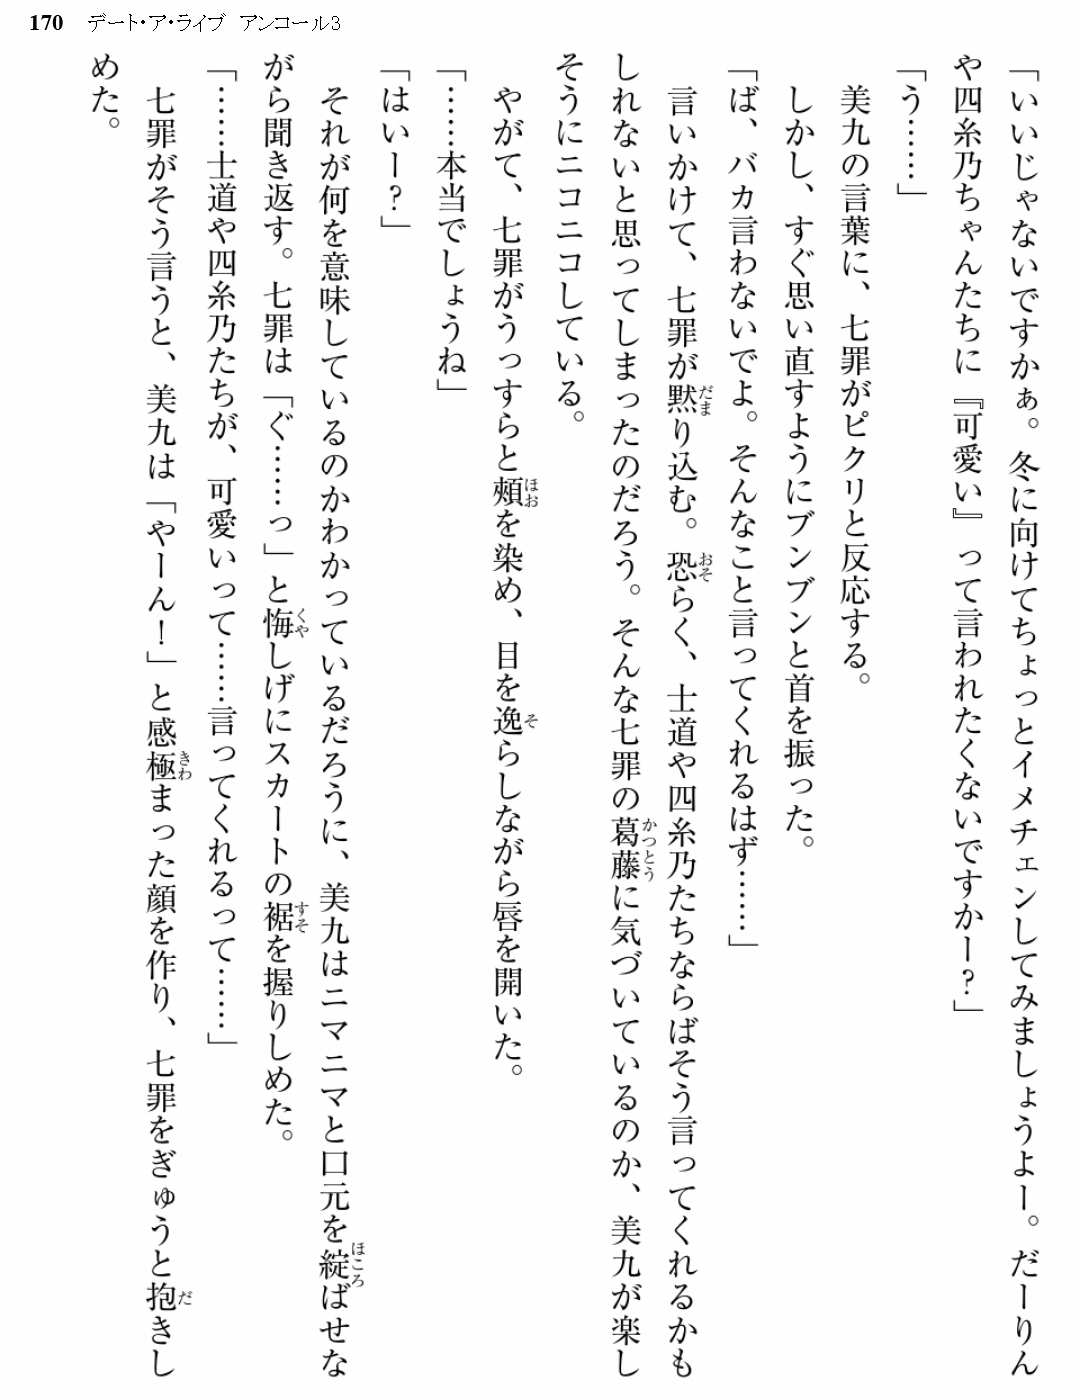 170 デート・ア・ライブ アンコール3
「いいじゃないですかぁ。冬に向けてちょっとイメチェンしてみましょうよー。だーりん
や四糸乃ちゃんたちに『可愛い』って言われたくないですかー?」
「う……」
美九の言葉に、七罪がピクリと反応する。
しかし、すぐ思い直すようにブンブンと首を振った。
「ば、バカ言わないでよ。そんなこと言ってくれるはず……」
言いかけて、七罪が黙り込む。恐らく、士道や四糸乃たちならばそう言ってくれるかも
しれないと思ってしまったのだろう。そんな七罪の葛藤に気づいているのか、美九が楽し
そうにニコニコしている。
やがて、七罪がうっすらと頰を染め、目を逸らしながら唇を開いた。
「……本当でしょうね」
「はいー?」
それが何を意味しているのかわかっているだろうに、美九はニマニマと口元を綻ばせな
がら聞き返す。七罪は「ぐ……っ」と悔しげにスカートの裾を握りしめた。
「……士道や四糸乃たちが、可愛いって……言ってくれるって……」
七罪がそう言うと、美九は「やーん!」と感極まった顔を作り、七罪をぎゅうと抱きし
めた。